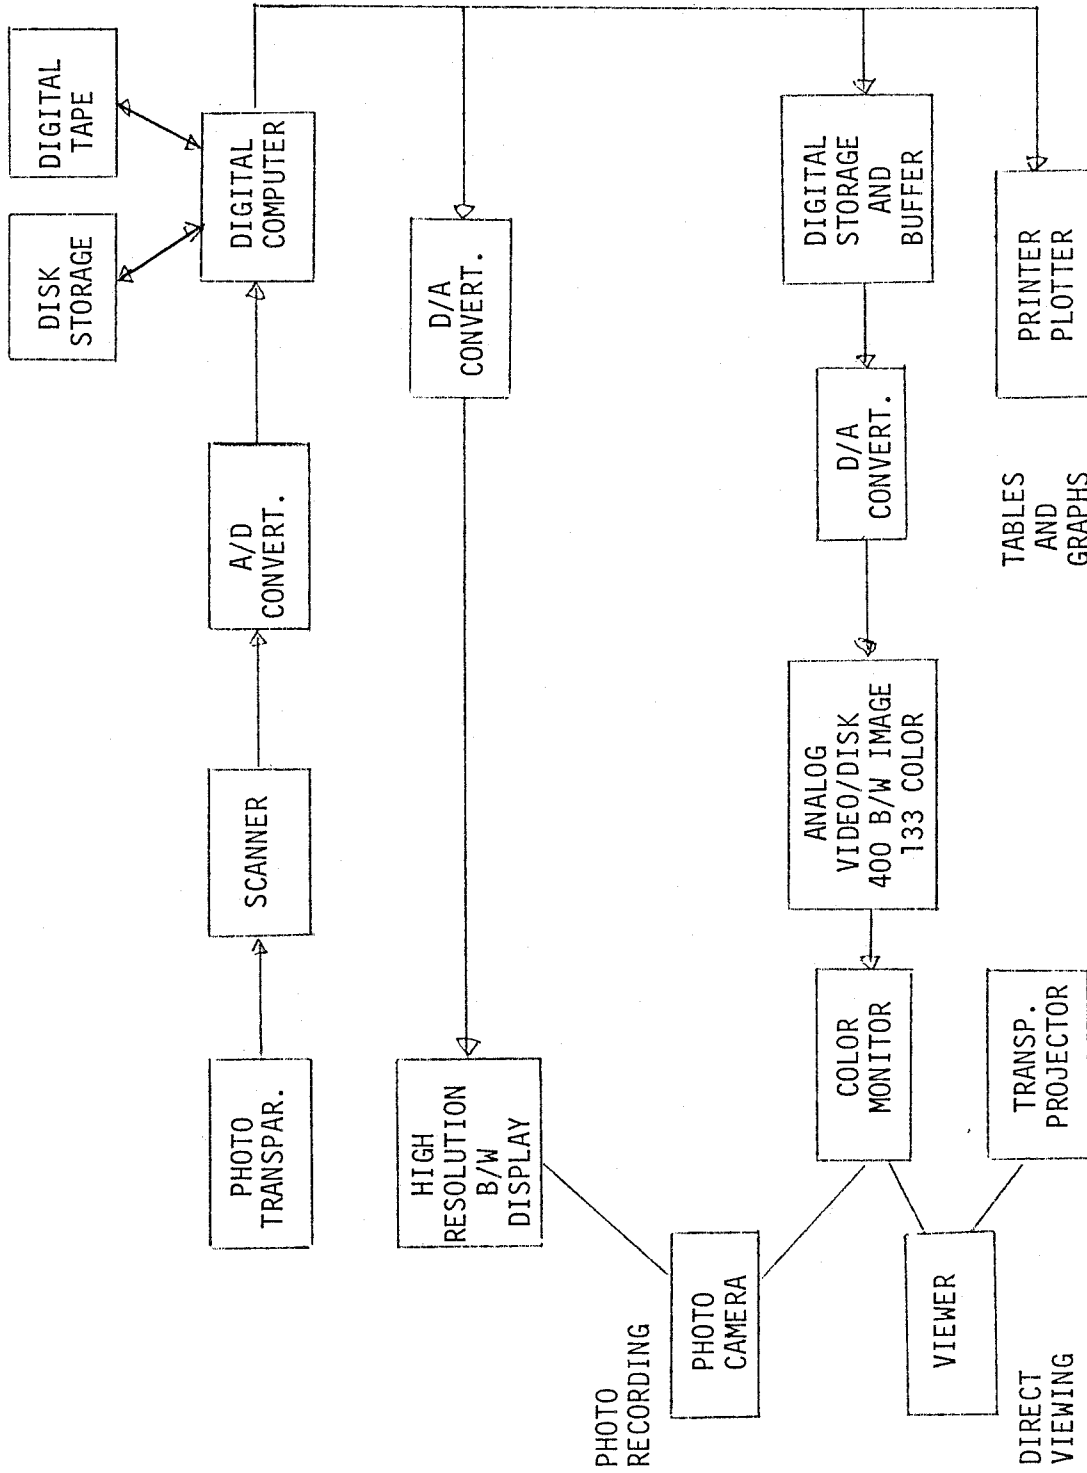 PHOTO
TRANSPAR.
SCANNER
A/D
CONVERT.
DIGITAL
COMPUTER
DISK
STORAGE
DIGITAL
TAPE
HIGH
RESOLUTION
B/W
DISPLAY
D/A
CONVERT.
PHOTO
RECORDING
PHOTO
CAMERA
COLOR
MONITOR
ANALOG
VIDEO/DISK
400 B/W IMAGE
133 COLOR
D/A
CONVERT.
DIGITAL
STORAGE
AND
BUFFER
VIEWER
DIRECT
VIEWING
TRANSP.
PROJECTOR
TABLES
AND
GRAPHS
PRINTER
PLOTTER